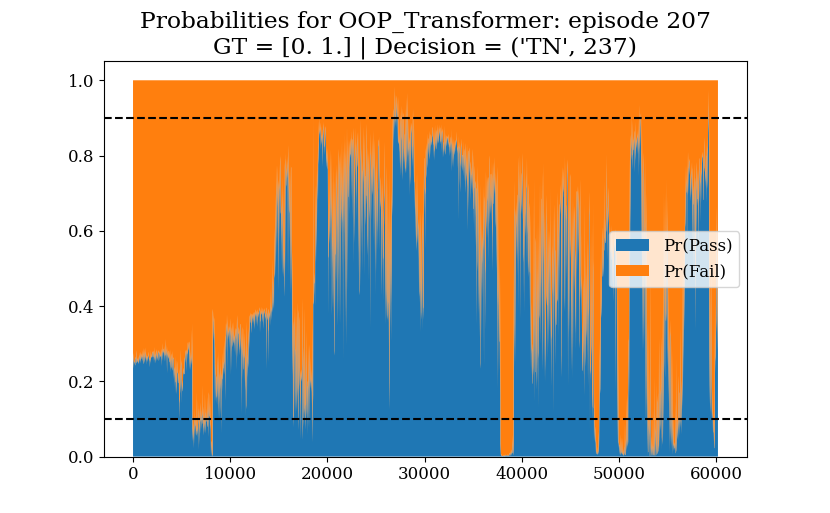 Probabilities for OOP_Transformer: episode 207
GT = [0. 1.] | Decision = ('TN', 237)
1.0
0.8
0.6
0.4
0.2
0.0
Pr(Pass)
Pr(Fail)
0 10000 20000 30000 40000 50000 60000